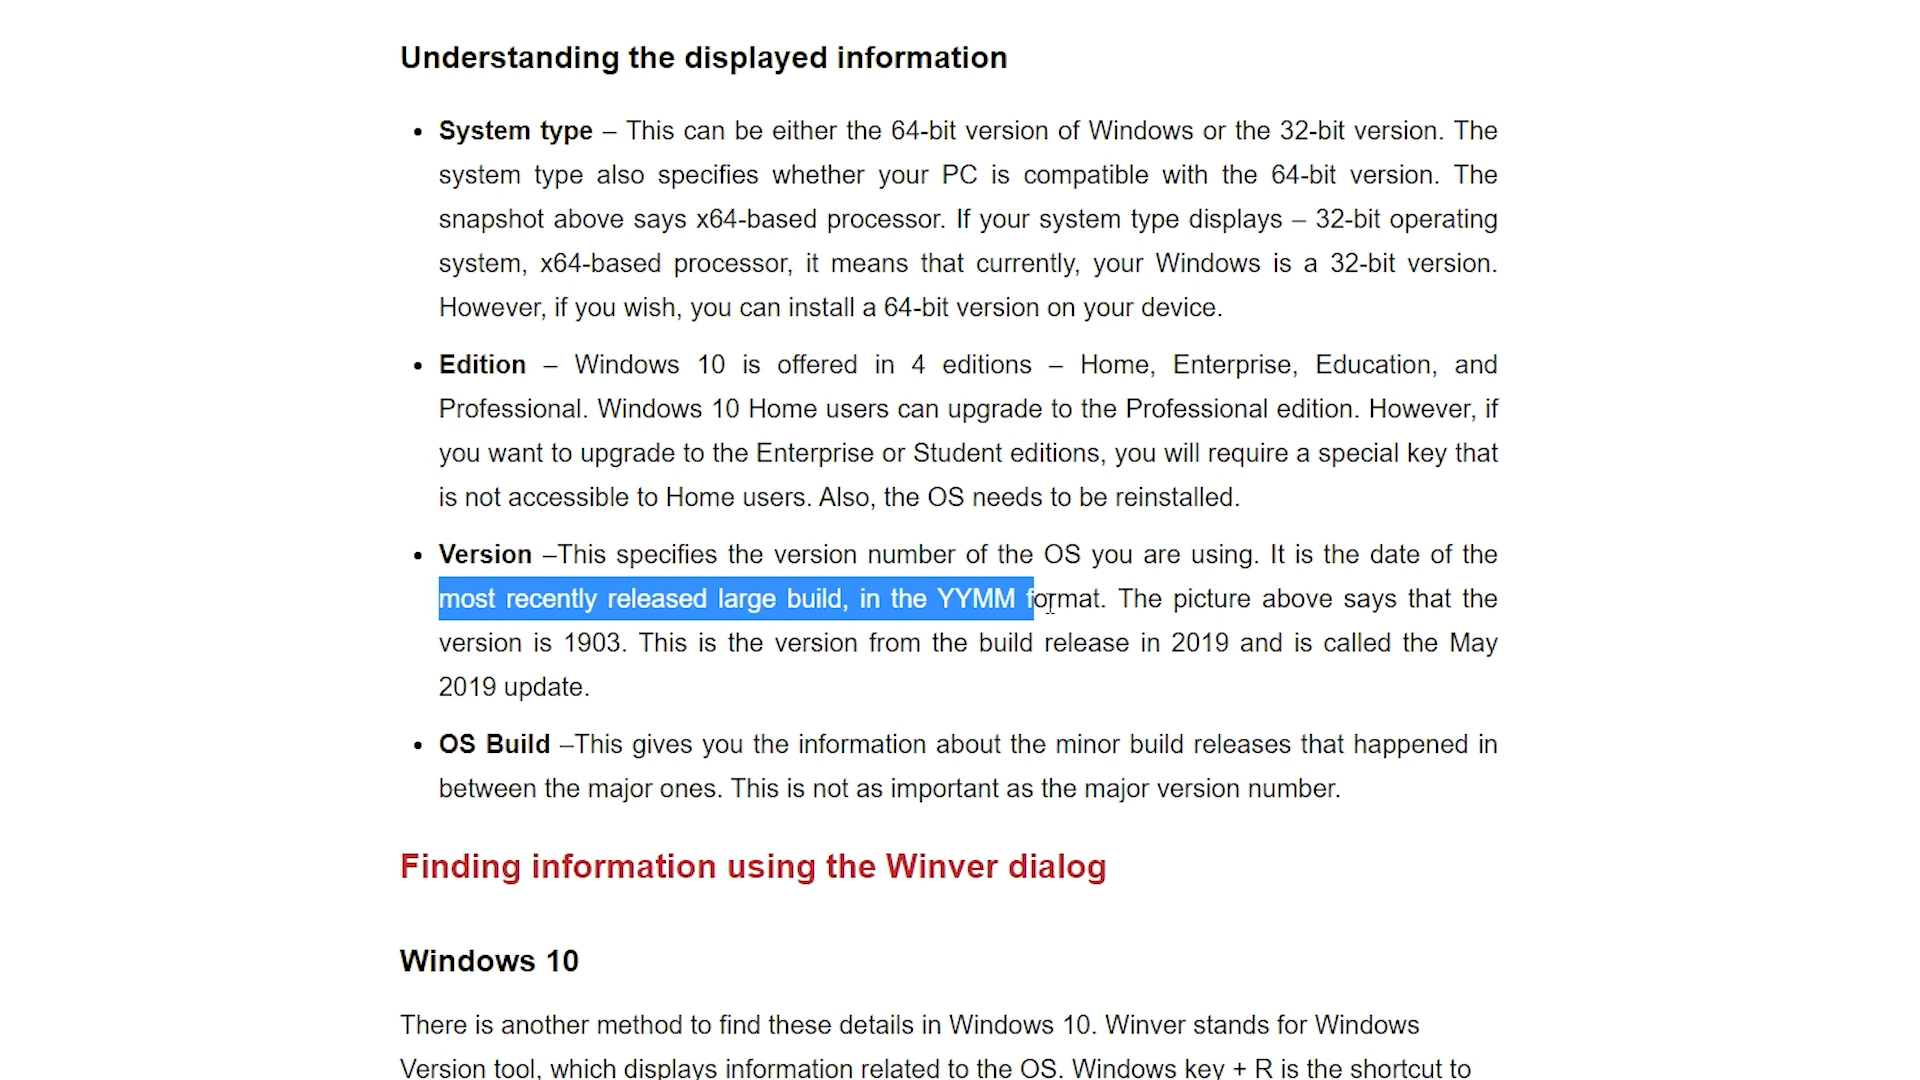 Understanding the displayed information
• System type – This can be either the 64-bit version of Windows or the 32-bit version. The
system type also specifies whether your PC is compatible with the 64-bit version. The
snapshot above says x64-based processor. If your system type displays – 32-bit operating
system, x64-based processor, it means that currently, your Windows is a 32-bit version.
However, if you wish, you can install a 64-bit version on your device.
• Edition – Windows 10 is offered in 4 editions – Home, Enterprise, Education, and
Professional. Windows 10 Home users can upgrade to the Professional edition. However, if
you want to upgrade to the Enterprise or Student editions, you will require a special key that
is not accessible to Home users. Also, the OS needs to be reinstalled.
• Version –This specifies the version number of the OS you are using. It is the date of the
most recently released large build, in the YYMM format. The picture above says that the
version is 1903. This is the version from the build release in 2019 and is called the May
2019 update.
• OS Build –This gives you the information about the minor build releases that happened in
between the major ones. This is not as important as the major version number.
Finding information using the Winver dialog
Windows 10
There is another method to find these details in Windows 10. Winver stands for Windows
Version tool, which displays information related to the OS. Windows key + R is the shortcut to